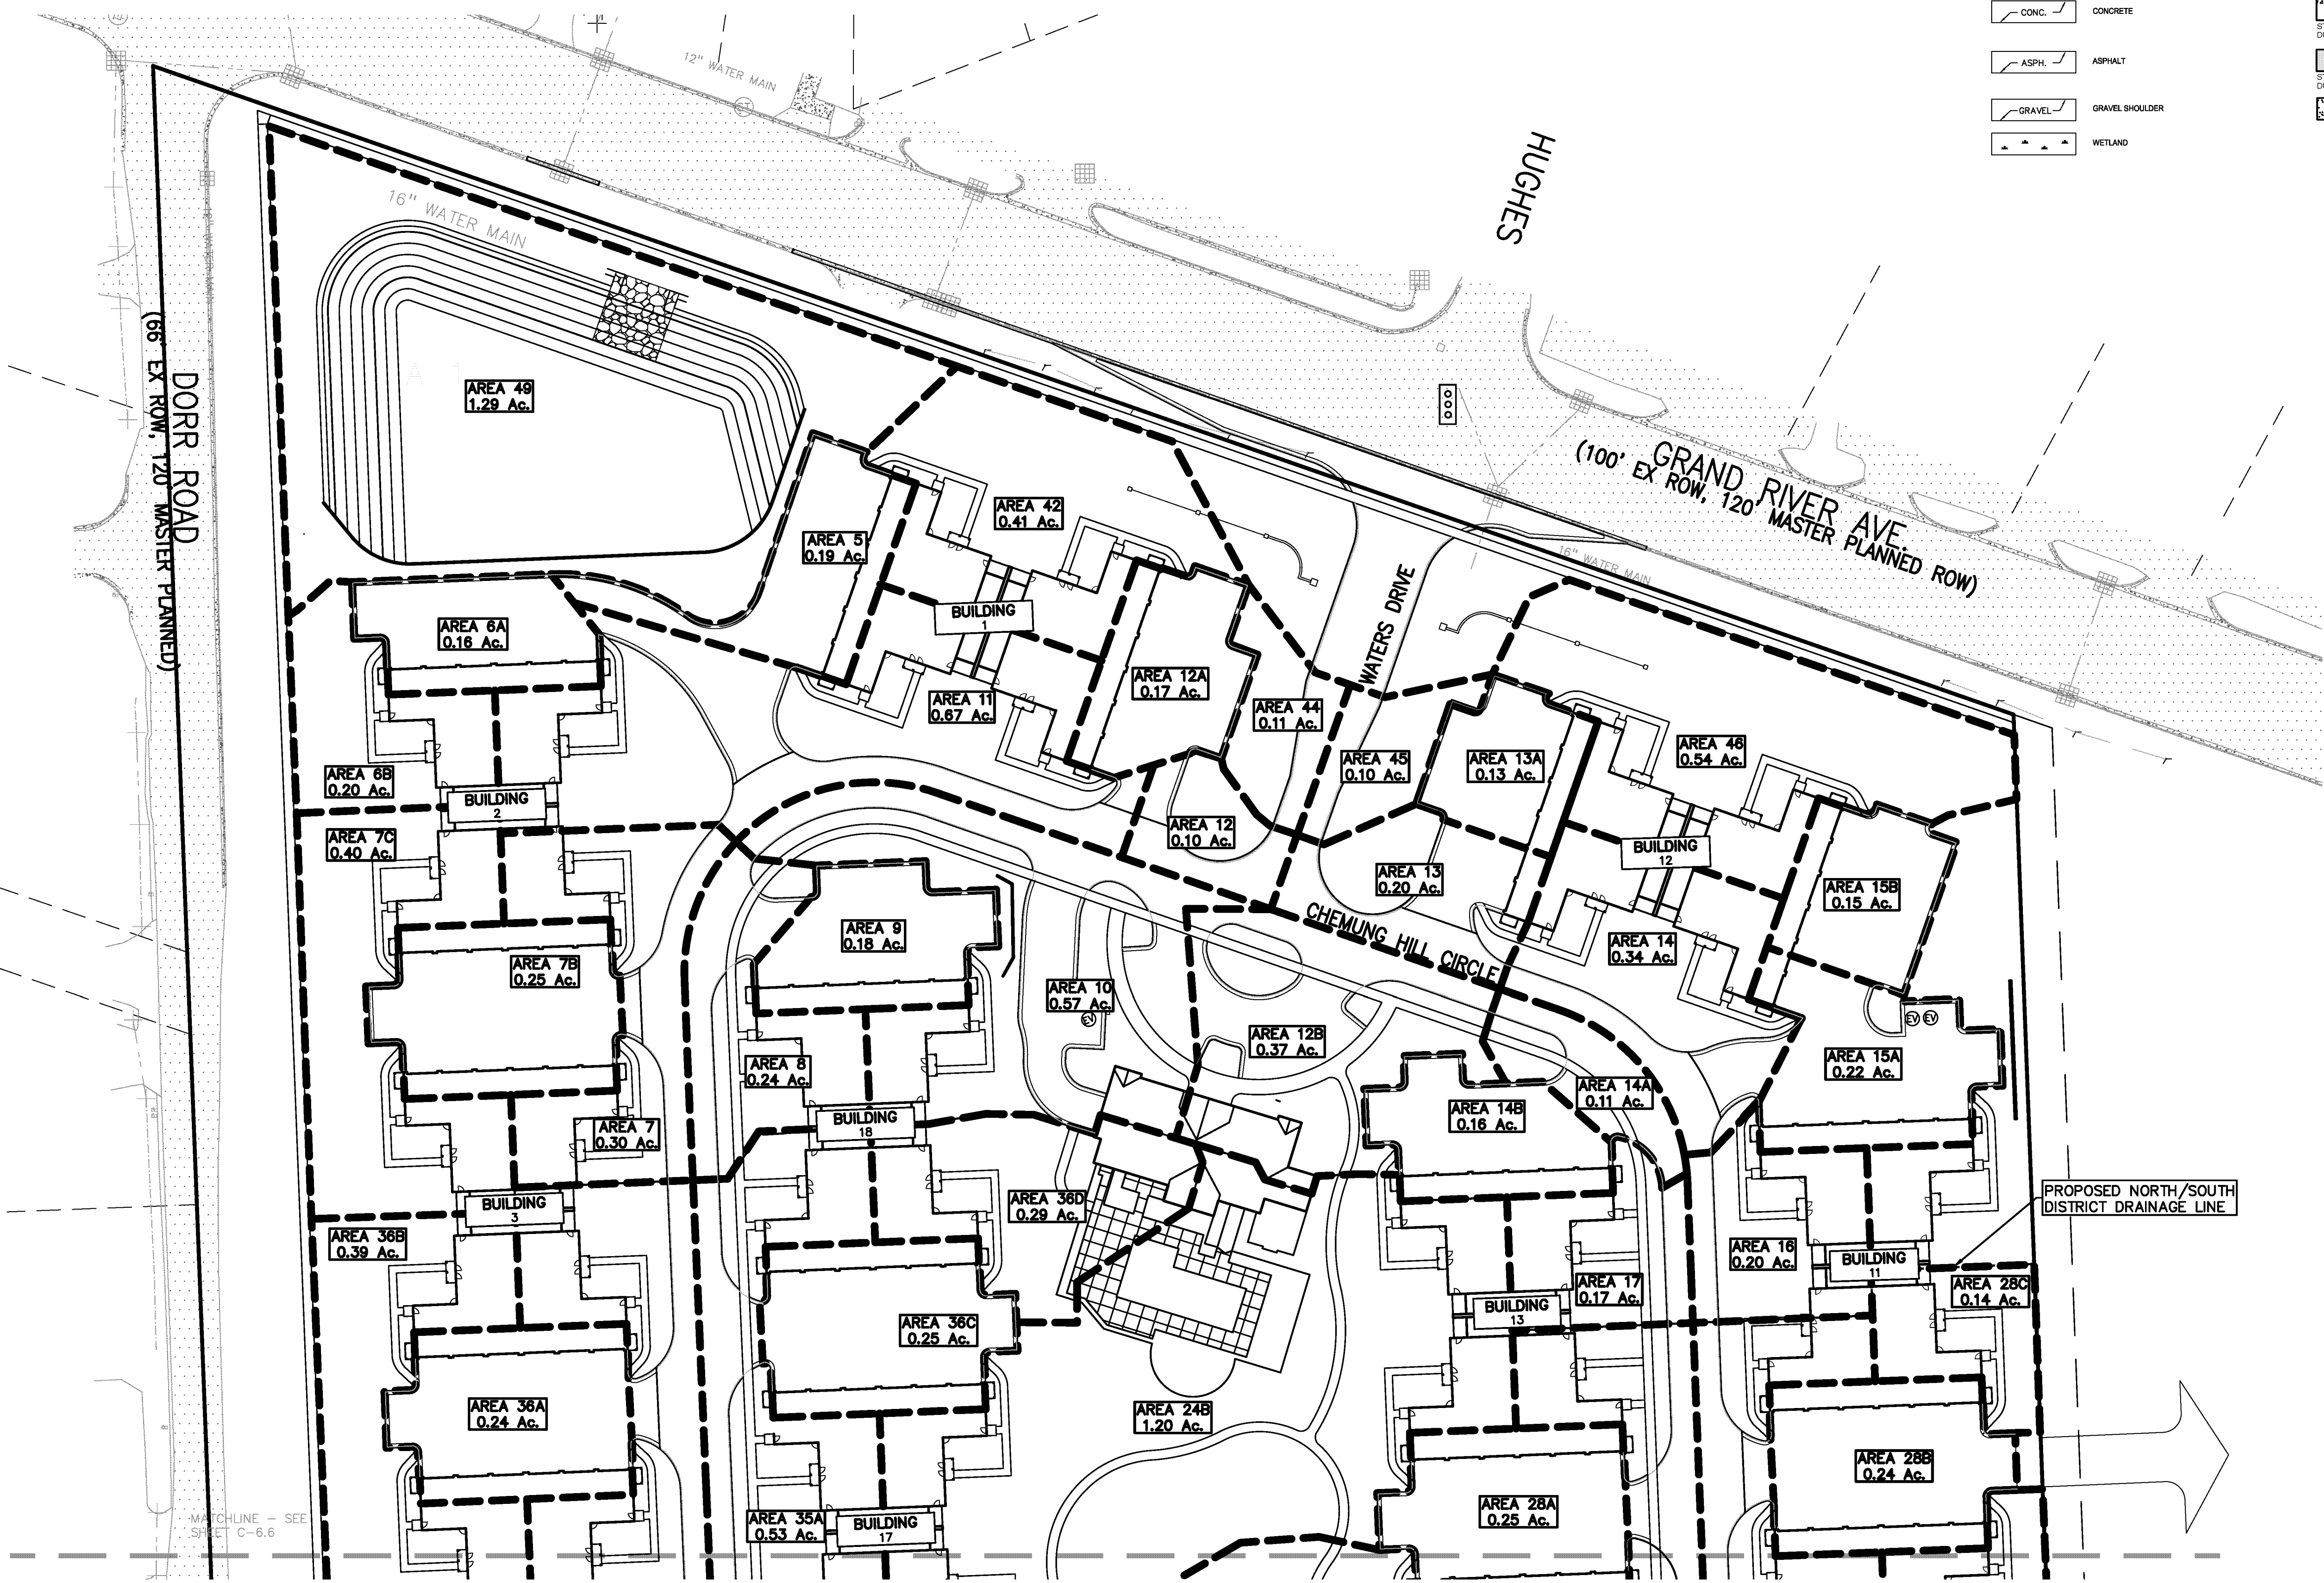 CONC.
CONCRETE
ASPH.
ASPHALT
GRAVEL
GRAVEL SHOULDER
WETLAND
12" WATER MAIN
16" WATER MAIN
HUGHES
DORR ROAD
(66' EX ROW, 120' MASTER PLANNED)
GRAND RIVER AVE.
(100' EX ROW, 120' MASTER PLANNED ROW)
16" WATER MAIN
WATERS DRIVE
CHEMUNG HILL CIRCLE
AREA 49
1.29 Ac.
AREA 42
0.41 Ac.
AREA 5
0.19 Ac.
BUILDING
1
AREA 6A
0.16 Ac.
AREA 12A
0.17 Ac.
AREA 11
0.67 Ac.
AREA 44
0.11 Ac.
AREA 45
0.10 Ac.
AREA 13A
0.13 Ac.
AREA 46
0.54 Ac.
AREA 6B
0.20 Ac.
BUILDING
2
AREA 7C
0.40 Ac.
AREA 12
0.10 Ac.
BUILDING
12
AREA 13
0.20 Ac.
AREA 15B
0.15 Ac.
AREA 9
0.18 Ac.
AREA 14
0.34 Ac.
AREA 7B
0.25 Ac.
AREA 10
0.57 Ac.
EV
EV
EV
AREA 12B
0.37 Ac.
AREA 15A
0.22 Ac.
AREA 8
0.24 Ac.
AREA 14A
0.11 Ac.
AREA 14B
0.16 Ac.
BUILDING
18
AREA 7
0.30 Ac.
BUILDING
3
AREA 36D
0.29 Ac.
PROPOSED NORTH/SOUTH
DISTRICT DRAINAGE LINE
AREA 36B
0.39 Ac.
AREA 16
0.20 Ac.
BUILDING
11
AREA 17
0.17 Ac.
AREA 28C
0.14 Ac.
BUILDING
13
AREA 36C
0.25 Ac.
AREA 36A
0.24 Ac.
AREA 24B
1.20 Ac.
AREA 28B
0.24 Ac.
AREA 28A
0.25 Ac.
AREA 35A
0.53 Ac.
BUILDING
17
MATCHLINE - SEE
SHEET C-6.6